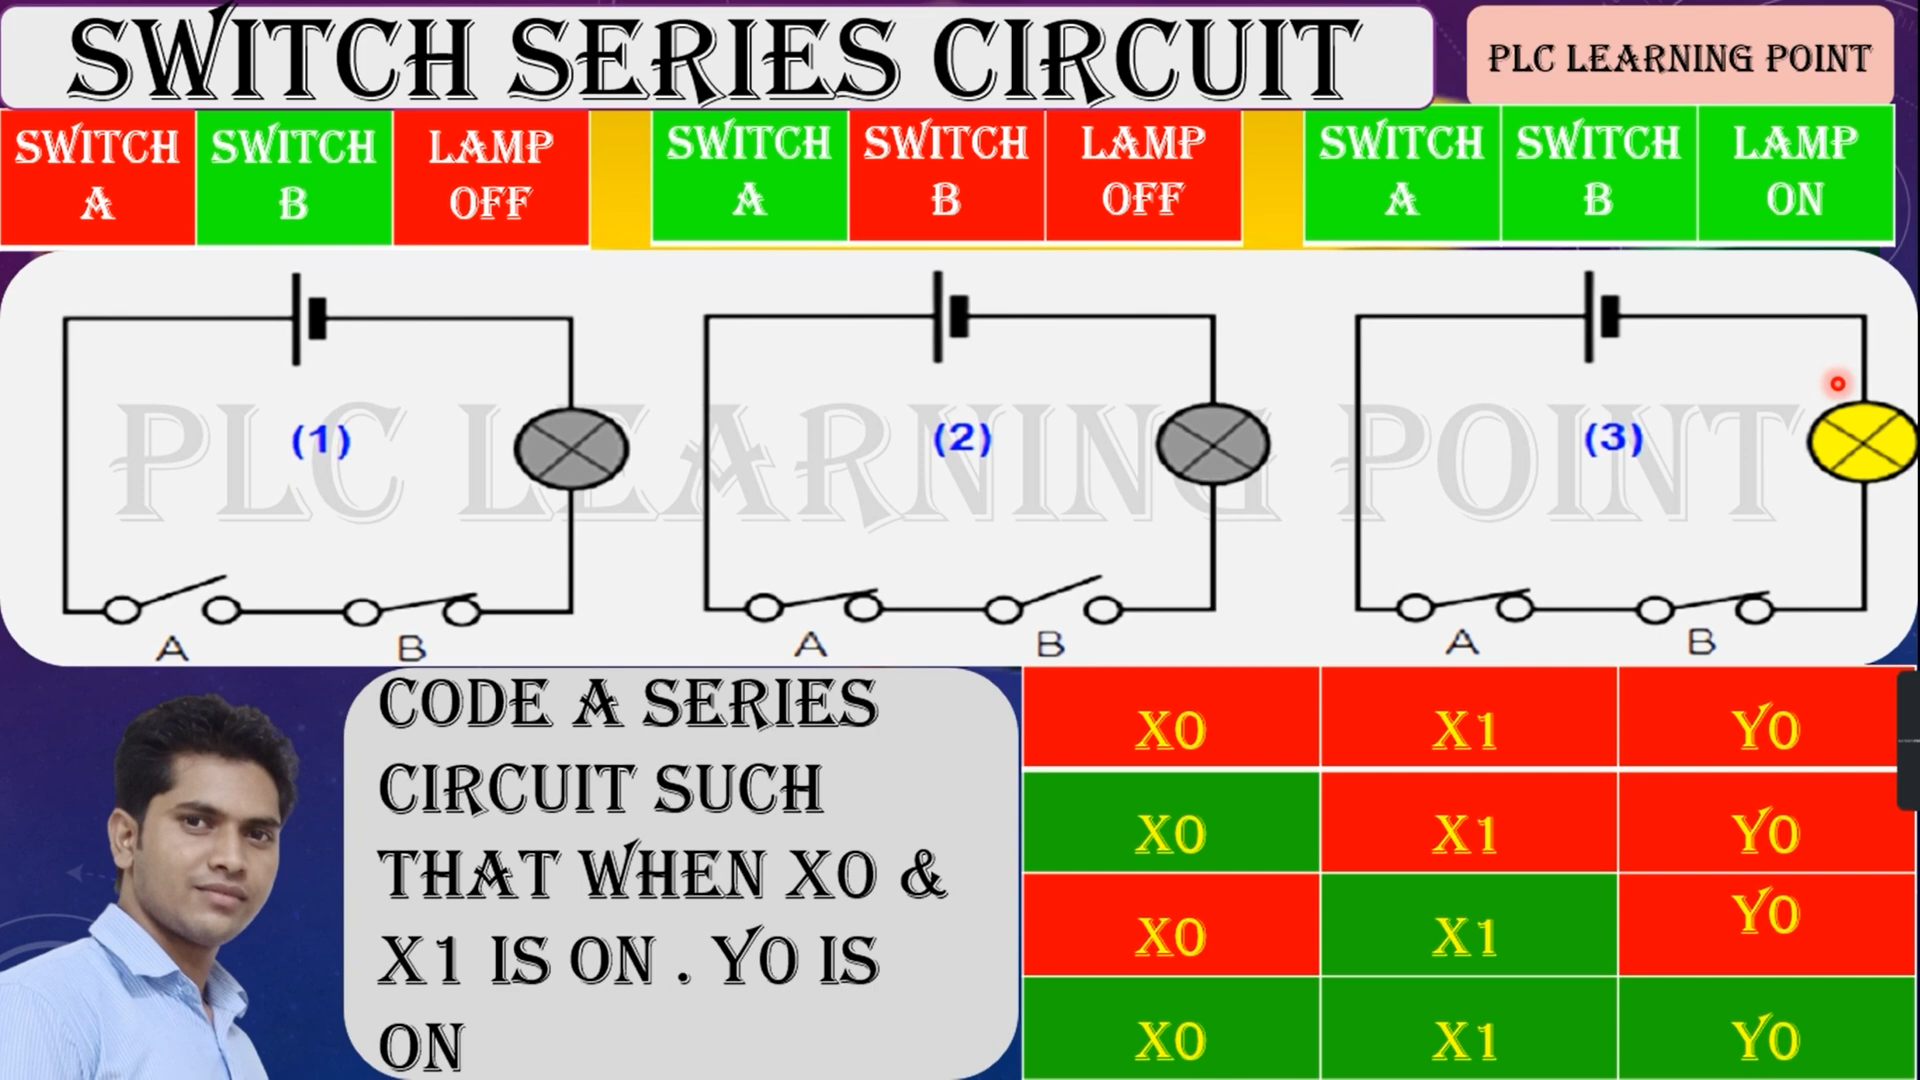 SWITCH SERIES CIRCUIT
PLC LEARNING POINT
SWITCH A
SWITCH B
LAMP OFF
SWITCH A
SWITCH B
LAMP OFF
SWITCH A
SWITCH B
LAMP ON
(1)
(2)
(3)
PLC LEARNING POINT
A
B
A
B
A
B
CODE A SERIES
CIRCUIT SUCH
THAT WHEN X0 &
X1 IS ON . Y0 IS
ON
X0 X1 Y0
X0 X1 Y0
X0 X1 Y0
X0 X1 Y0